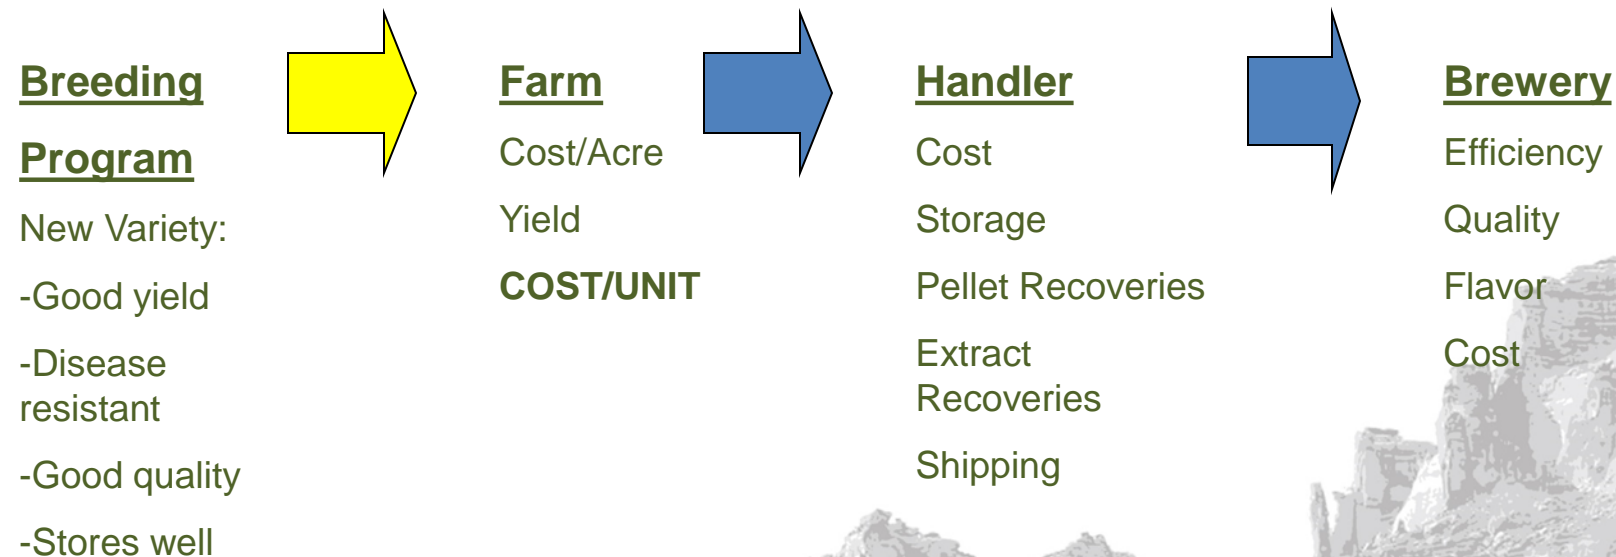 Breeding
Program
New Variety:
-Good yield
-Disease
resistant
-Good quality
-Stores well
Farm
Cost/Acre
Yield
COST/UNIT
Handler
Cost
Storage
Pellet Recoveries
Extract
Recoveries
Shipping
Brewery
Efficiency
Quality
Flavor
Cost